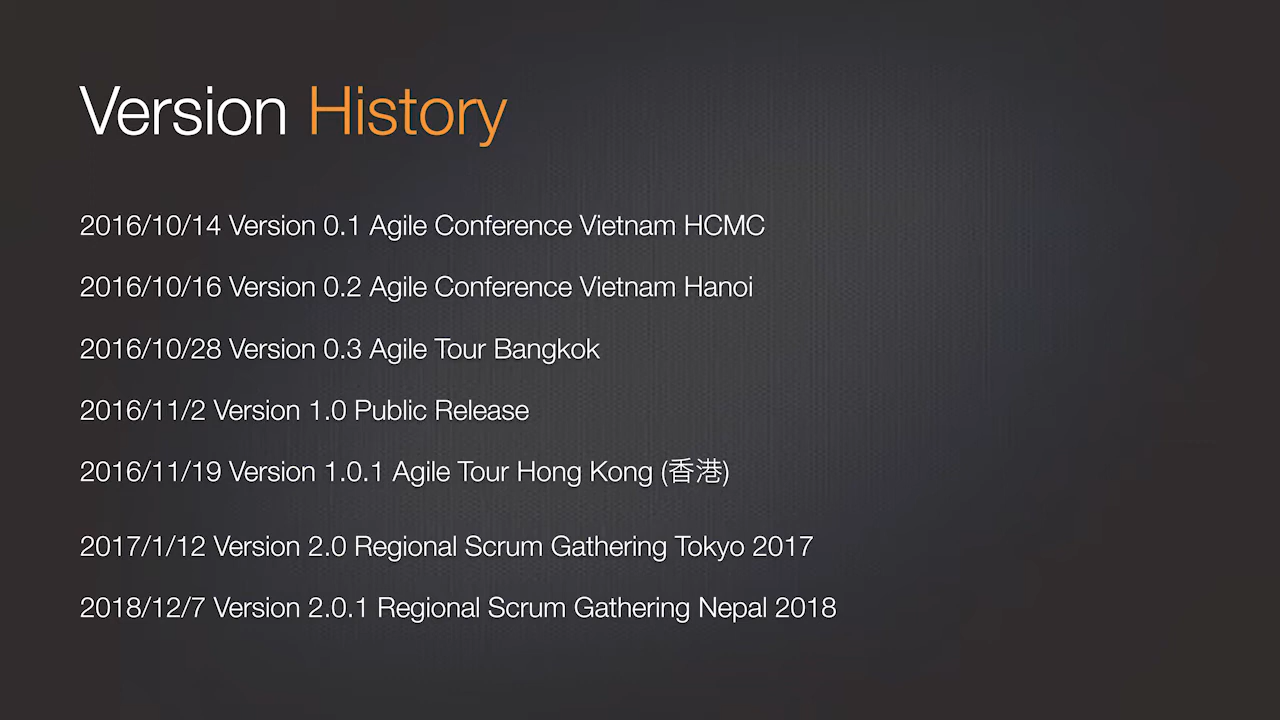 Version History
2016/10/14 Version 0.1 Agile Conference Vietnam HCMC
2016/10/16 Version 0.2 Agile Conference Vietnam Hanoi
2016/10/28 Version 0.3 Agile Tour Bangkok
2016/11/2 Version 1.0 Public Release
2016/11/19 Version 1.0.1 Agile Tour Hong Kong (香港)
2017/1/12 Version 2.0 Regional Scrum Gathering Tokyo 2017
2018/12/7 Version 2.0.1 Regional Scrum Gathering Nepal 2018